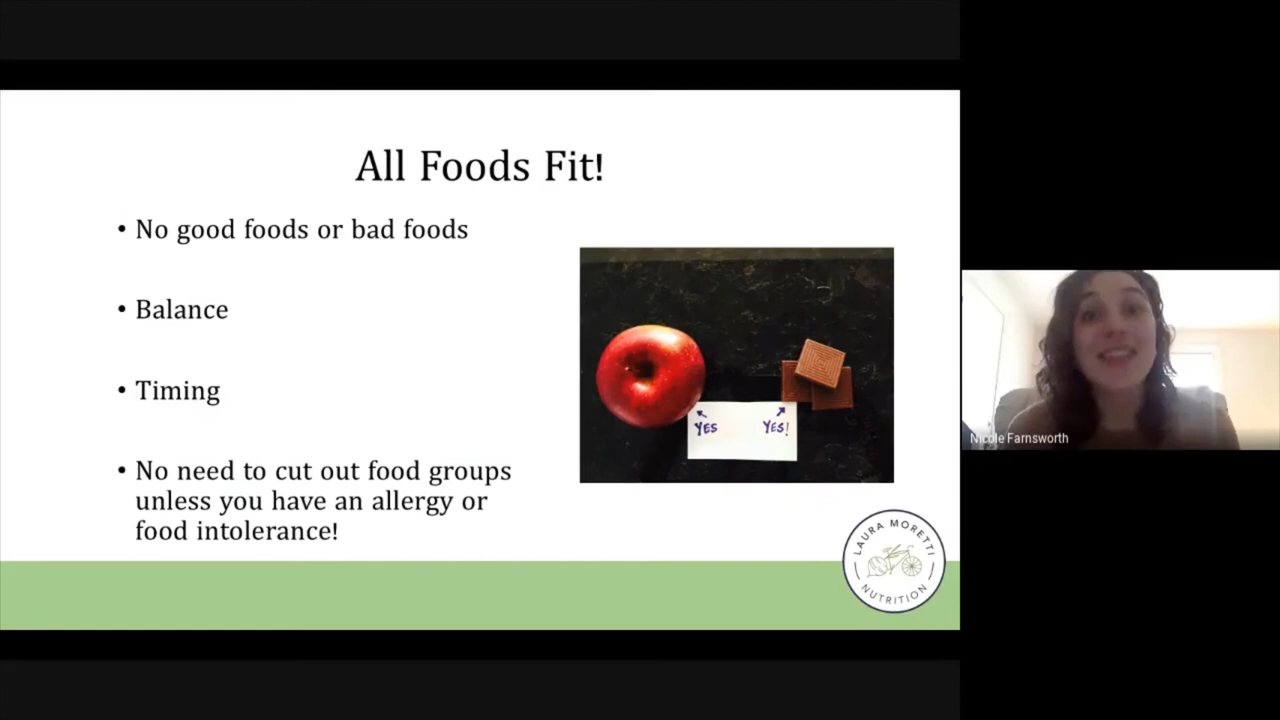 All Foods Fit!
• No good foods or bad foods
• Balance
• Timing
• No need to cut out food groups
unless you have an allergy or
food intolerance!
YES YES!
LAURA MORETTI
NUTRITION
Nicole Farnsworth